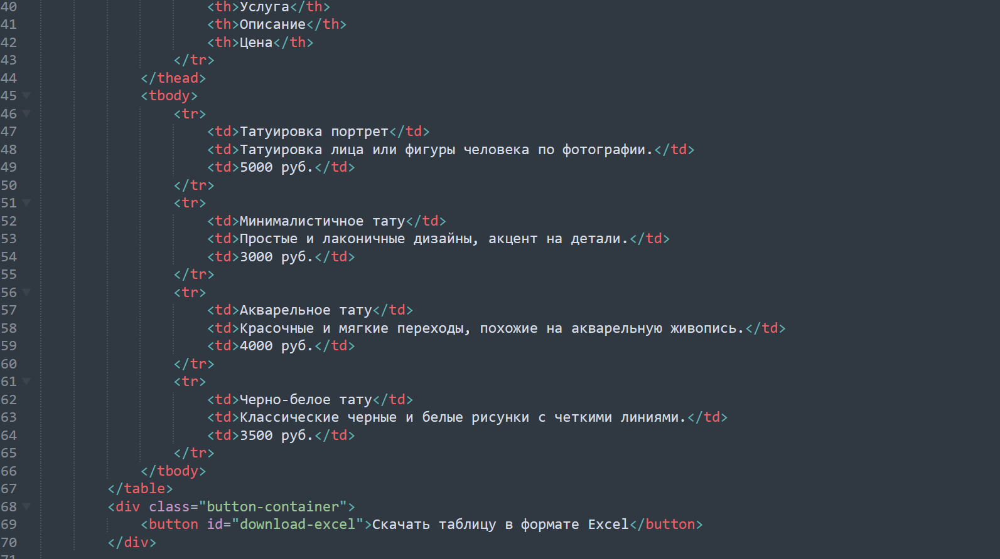 40 <th>Услуга</th>
41 <th>Описание</th>
42 <th>Цена</th>
43 </tr>
44 </thead>
45 <tbody>
46 <tr>
47 <td>Татуировка портрет</td>
48 <td>Татуировка лица или фигуры человека по фотографии.</td>
49 <td>5000 руб.</td>
50 </tr>
51 <tr>
52 <td>Минималистичное тату</td>
53 <td>Простые и лаконичные дизайны, акцент на детали.</td>
54 <td>3000 руб.</td>
55 </tr>
56 <tr>
57 <td>Акварельное тату</td>
58 <td>Красочные и мягкие переходы, похожие на акварельную живопись.</td>
59 <td>4000 руб.</td>
60 </tr>
61 <tr>
62 <td>Черно-белое тату</td>
63 <td>Классические черные и белые рисунки с четкими линиями.</td>
64 <td>3500 руб.</td>
65 </tr>
66 </tbody>
67 </table>
68 <div class="button-container">
69 <button id="download-excel">Скачать таблицу в формате Excel</button>
70 </div>
71